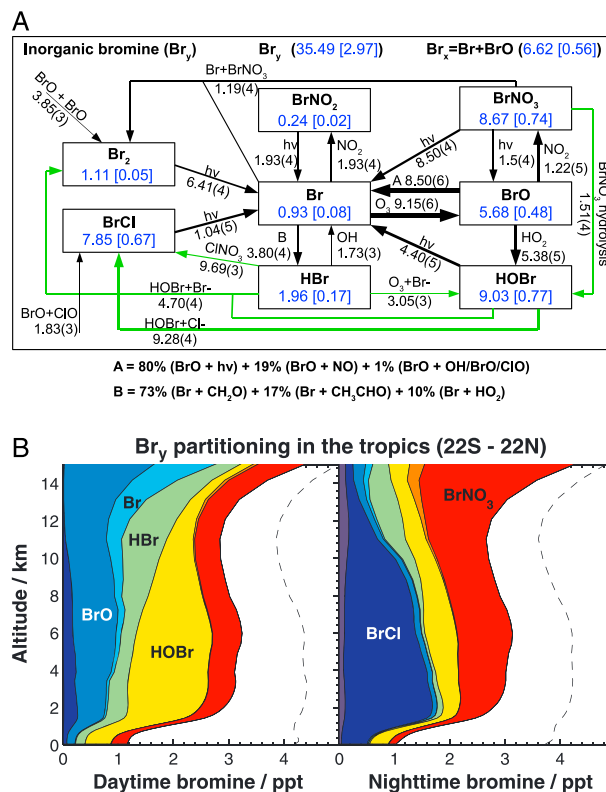 A
Inorganic bromine (Bry) Bry (35.49 [2.97]) Brx=Br+BrO (6.62 [0.56])
BrO + BrO
3.85(3)
Br+BrNO3
1.19(4)
BrNO2
0.24 [0.02]
BrNO3
8.67 [0.74]
Br2
1.11 [0.05]
hv
6.41(4)
hv
1.93(4)
NO2
1.93(4)
hv
8.50(4)
hv
1.5(4)
NO2
1.22(5)
BrNO3 hydrolysis
1.51(4)
BrCl
7.85 [0.67]
hv
1.04(5)
Br
0.93 [0.08]
A 8.50(6)
O3 9.15(6)
BrO
5.68 [0.48]
ClNO3
9.69(3)
B
3.80(4)
OH
1.73(3)
hv
4.40(5)
HO2
5.38(5)
HBr
1.96 [0.17]
O3+Br-
3.05(3)
HOBr
9.03 [0.77]
HOBr+Br-
4.70(4)
BrO+ClO
1.83(3)
HOBr+Cl-
9.28(4)
A = 80% (BrO + hv) + 19% (BrO + NO) + 1% (BrO + OH/BrO/ClO)
B = 73% (Br + CH2O) + 17% (Br + CH3CHO) + 10% (Br + HO2)
B
Bry partitioning in the tropics (22S - 22N)
Altitude / km
14
12
10
8
6
4
2
0
Br
HBr
BrO
HOBr
BrNO3
BrCl
0 1 2 3 4 0 1 2 3 4
Daytime bromine / ppt Nighttime bromine / ppt